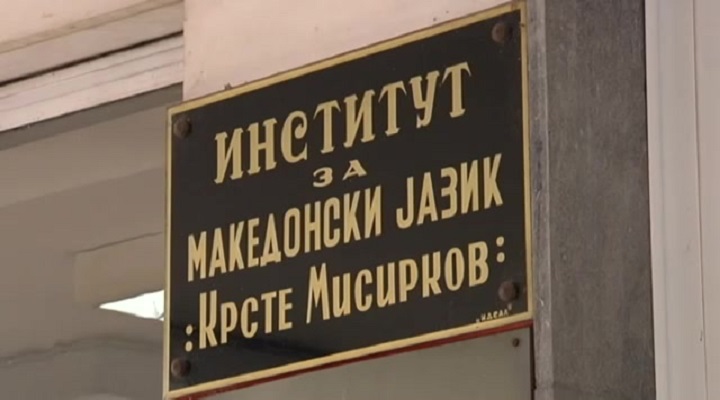 ИНСТИТУТ
ЗА
МАКЕДОНСКИ ЈАЗИК
:Крсте Мисирков: